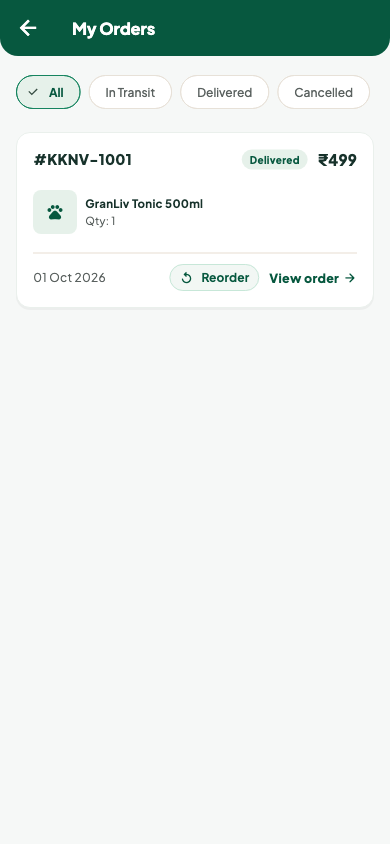 My Orders
All
In Transit
Delivered
Cancelled
#KKNV-1001
Delivered
₹499
GranLiv Tonic 500ml
Qty: 1
01 Oct 2026
Reorder
View order →